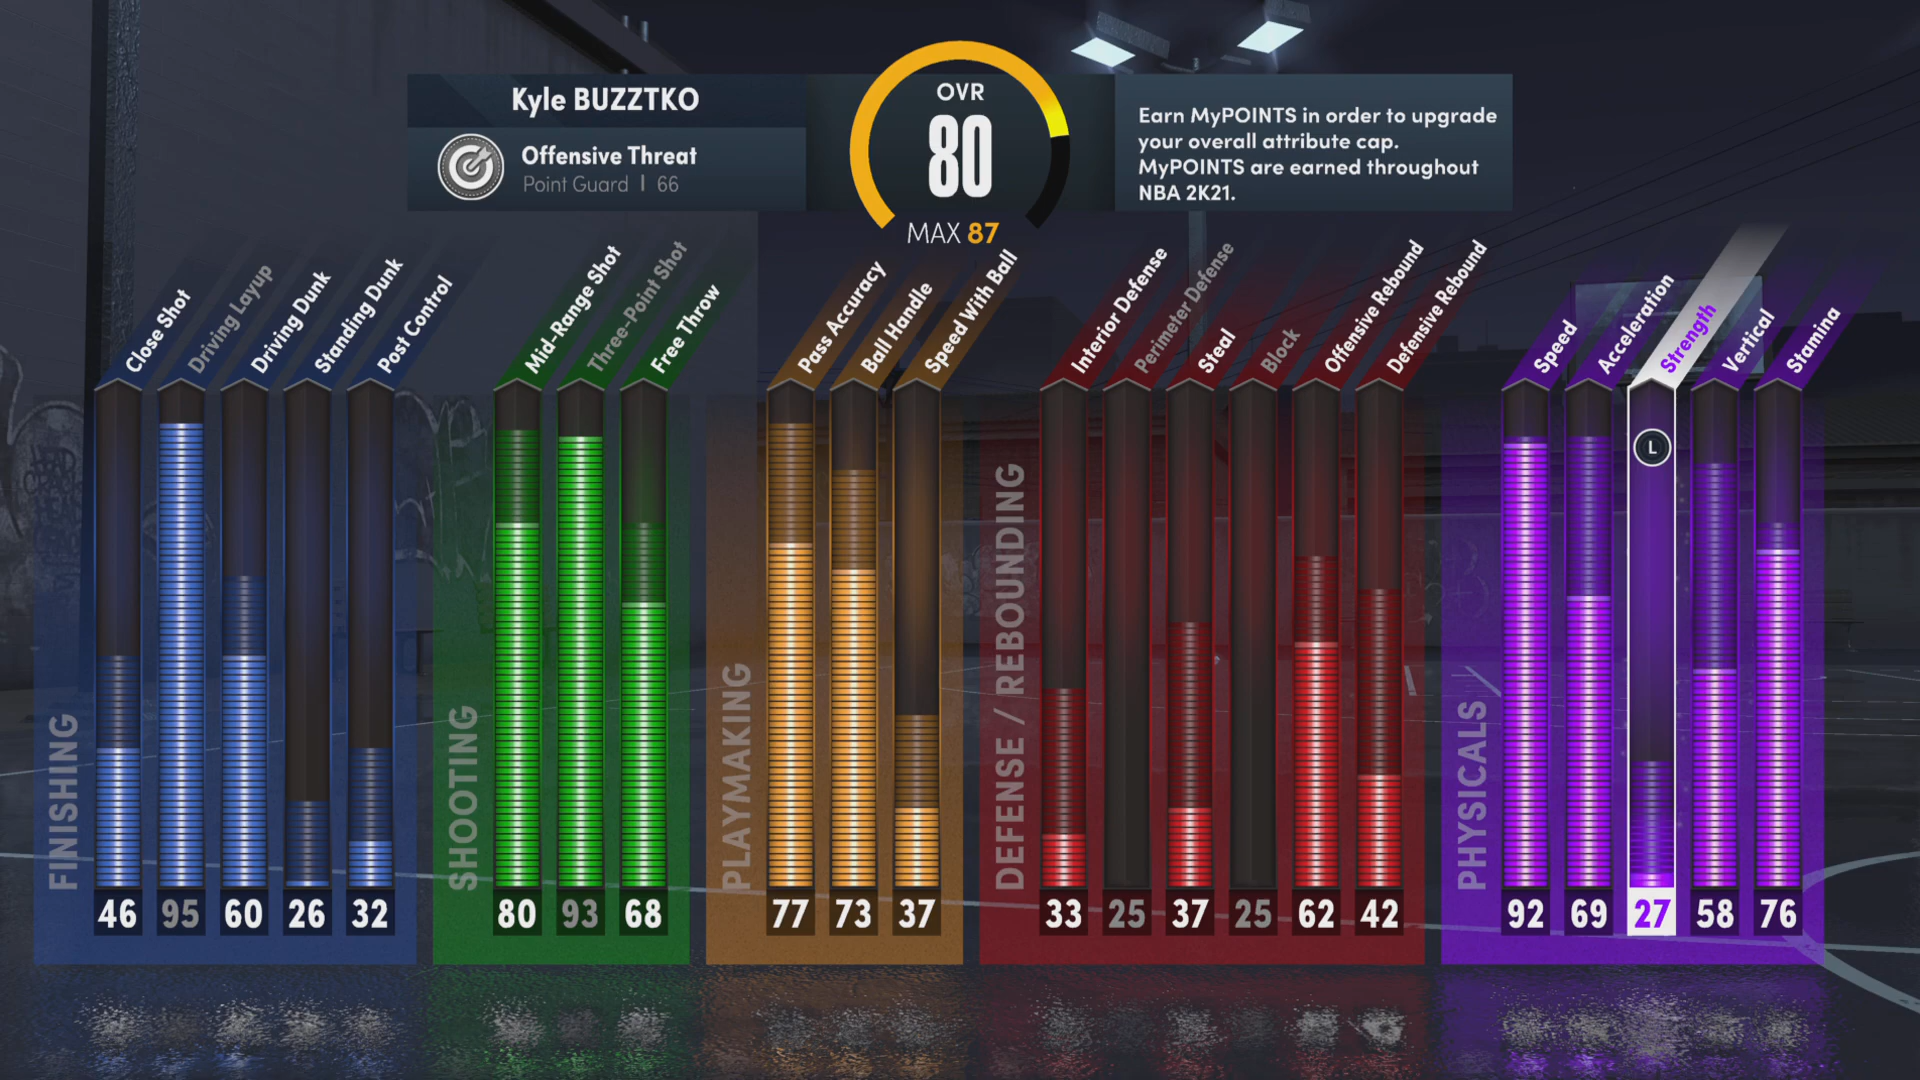 Kyle BUZZTKO
Offensive Threat
Point Guard | 66
OVR
80
MAX 87
Earn MyPOINTS in order to upgrade
your overall attribute cap.
MyPOINTS are earned throughout
NBA 2K21.
FINISHING
Close Shot
Driving Layup
Driving Dunk
Standing Dunk
Post Control
46 95 60 26 32
SHOOTING
Mid-Range Shot
Three-Point Shot
Free Throw
80 93 68
PLAYMAKING
Pass Accuracy
Ball Handle
Speed With Ball
77 73 37
DEFENSE / REBOUNDING
Interior Defense
Perimeter Defense
Steal
Block
Offensive Rebound
Defensive Rebound
33 25 37 25 62 42
PHYSICALS
Speed
Acceleration
Strength
Vertical
Stamina
L
92 69 27 58 76